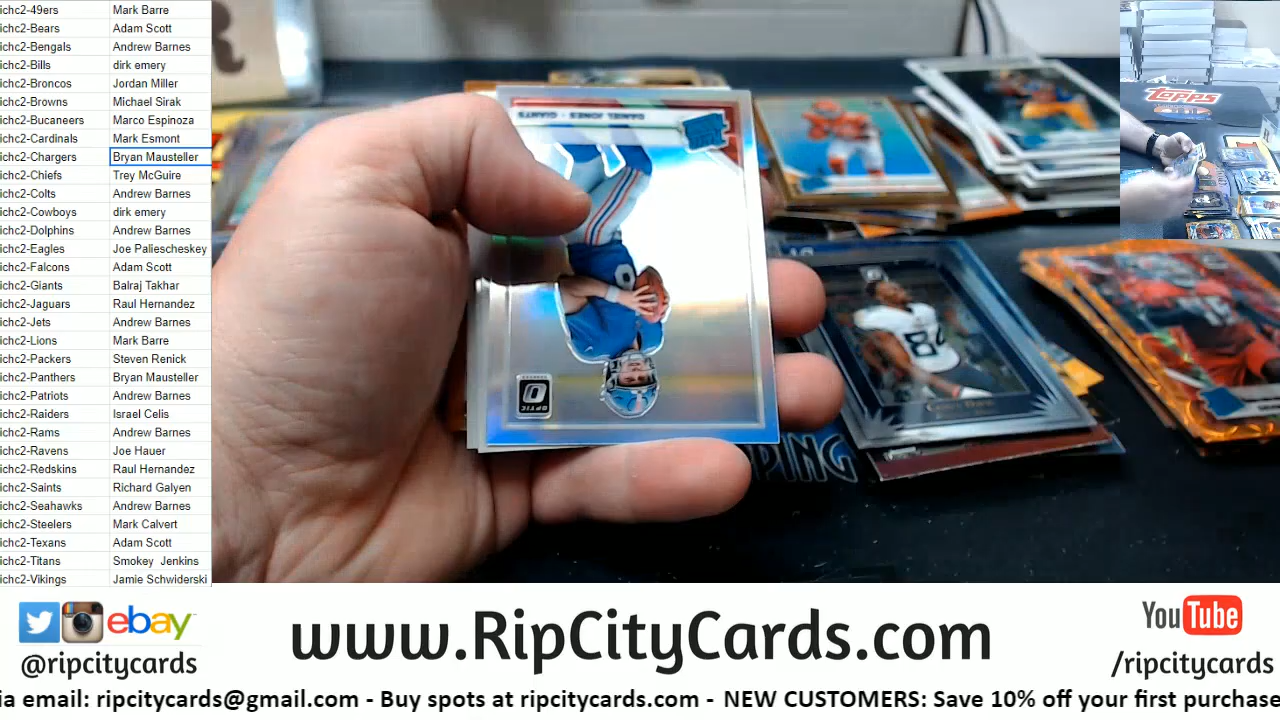 ichc2-49ers Mark Barre
ichc2-Bears Adam Scott
ichc2-Bengals Andrew Barnes
ichc2-Bills dirk emery
ichc2-Broncos Jordan Miller
ichc2-Browns Michael Sirak
ichc2-Bucaneers Marco Espinoza
ichc2-Cardinals Mark Esmont
ichc2-Chargers Bryan Mausteller
ichc2-Chiefs Trey McGuire
ichc2-Colts Andrew Barnes
ichc2-Cowboys dirk emery
ichc2-Dolphins Andrew Barnes
ichc2-Eagles Joe Paliescheskey
ichc2-Falcons Adam Scott
ichc2-Giants Balraj Takhar
ichc2-Jaguars Raul Hernandez
ichc2-Jets Andrew Barnes
ichc2-Lions Mark Barre
ichc2-Packers Steven Renick
ichc2-Panthers Bryan Mausteller
ichc2-Patriots Andrew Barnes
ichc2-Raiders Israel Celis
ichc2-Rams Andrew Barnes
ichc2-Ravens Joe Hauer
ichc2-Redskins Raul Hernandez
ichc2-Saints Richard Galyen
ichc2-Seahawks Andrew Barnes
ichc2-Steelers Mark Calvert
ichc2-Texans Adam Scott
ichc2-Titans Smokey Jenkins
ichc2-Vikings Jamie Schwiderski
DANIEL JONES - GIANTS
OPTIC
84
8
PING
Topps
ebay
@ripcitycards
www.RipCityCards.com
YouTube
/ripcitycards
ia email: ripcitycards@gmail.com - Buy spots at ripcitycards.com - NEW CUSTOMERS: Save 10% off your first purchase